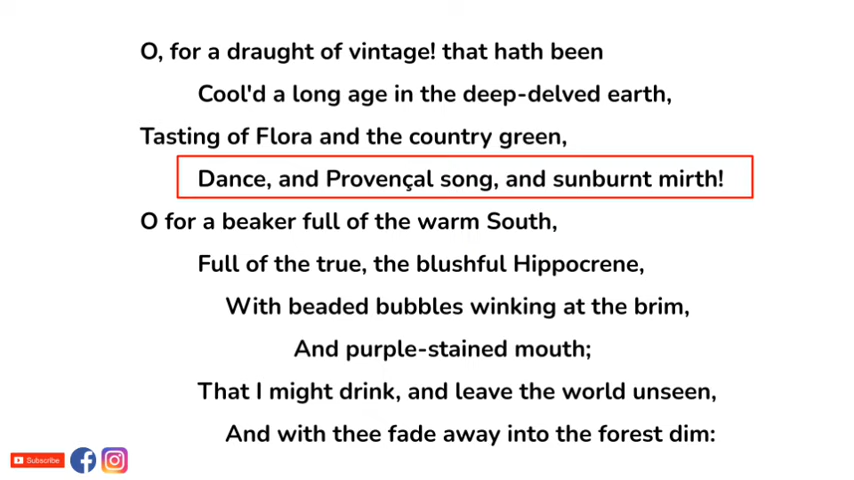 O, for a draught of vintage! that hath been
Cool'd a long age in the deep-delved earth,
Tasting of Flora and the country green,
Dance, and Provençal song, and sunburnt mirth!
O for a beaker full of the warm South,
Full of the true, the blushful Hippocrene,
With beaded bubbles winking at the brim,
And purple-stained mouth;
That I might drink, and leave the world unseen,
And with thee fade away into the forest dim:
Subscribe